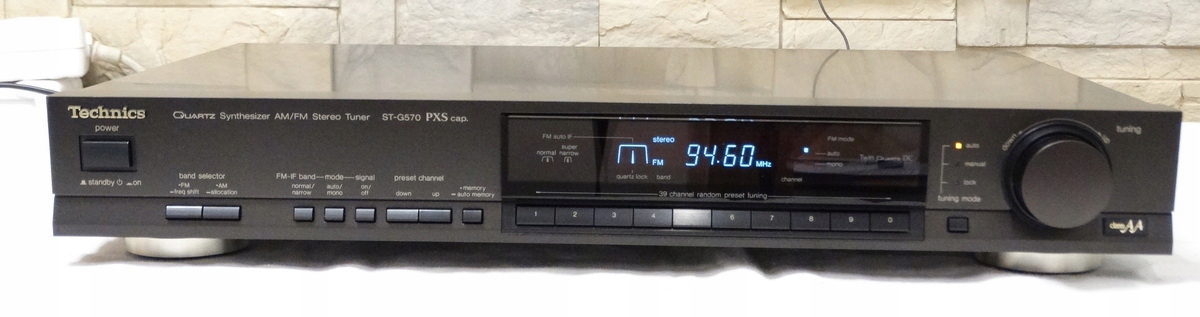 Technics
QUARTZ Synthesizer AM/FM Stereo Tuner ST-G570 PXS cap.
power
standby on
band selector
•FM •AM
–freq shift –allocation
FM-IF band mode signal
normal/ auto/ on/
narrow mono off
preset channel
down up
•memory
–auto memory
FM auto IF
super
normal narrow
stereo
FM
94.60 MHz
quartz lock band
FM mode
auto
mono
channel
39 channel random preset tuning
1 2 3 4 6 7 8 9 0
tuning
down
auto
manual
lock
tuning mode
class AA